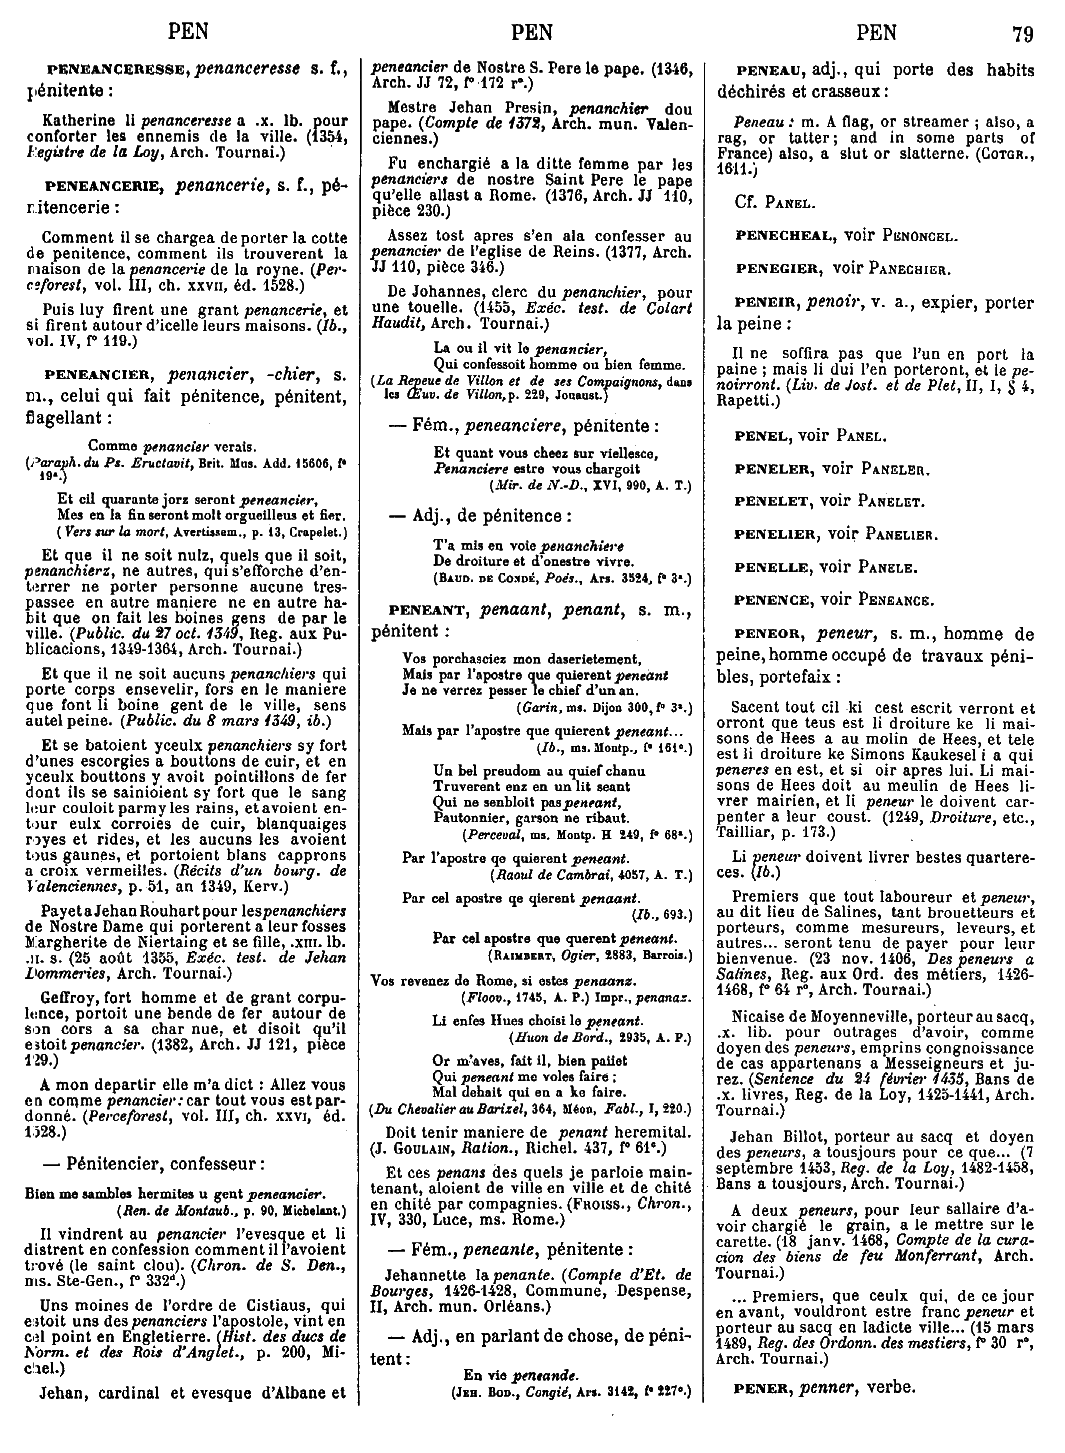 PEN
PEN
PEN
79
PENEANCERESSE, penanceresse s. f.,
pénitente :
Katherine li penanceresse a .x. lb. pour
conforter les ennemis de la ville. (1354,
Registre de la Loy, Arch. Tournai.)
PENEANCERIE, penancerie, s. f., pé-
nitencerie :
Comment il se chargea de porter la cotte
de penitence, comment ils trouverent la
maison de la penancerie de la royne. (Per-
ceforest, vol. III, ch. XXVII, éd. 1528.)
Puis luy firent une grant penancerie, et
si firent autour d'icelle leurs maisons. (Ib.,
vol. IV, f° 119.)
PENEANCIER, penancier, -chier, s.
m., celui qui fait pénitence, pénitent,
flagellant :
Comme penancier verais.
(Paraph. du Ps. Eructavit, Brit. Mus. Add. 15606, f°
19ª.)
Et cil quarante jorz seront peneancier,
Mes en la fin seront molt orgueilleus et fier.
(Vers sur la mort, Avertissem., p. 13, Crapelet.)
Et que il ne soit nulz, quels que il soit,
penanchierz, ne autres, qui s'efforche d'en-
terrer ne porter personne aucune tres-
passee en autre maniere ne en autre ha-
bit que on fait les boines gens de par le
ville. (Public. du 27 oct. 1349, Reg. aux Pu-
blicacions, 1349-1364, Arch. Tournai.)
Et que il ne soit aucuns penanchiers qui
porte corps ensevelir, fors en le maniere
que font li boine gent de le ville, sens
autel peine. (Public. du 8 mars 1349, ib.)
Et se batoient yceulx penanchiers sy fort
d'unes escorgies a bouttons de cuir, et en
yceulx bouttons y avoit pointillons de fer
dont ils se sainioient sy fort que le sang
leur couloit parmy les rains, et avoient en-
tour eulx corroies de cuir, blanquaiges
royes et rides, et les aucuns les avoient
tous gaunes, et portoient blans capprons
a croix vermeilles. (Récits d'un bourg. de
Valenciennes, p. 51, an 1349, Kerv.)
Payet a Jehan Rouhart pour les penanchiers
de Nostre Dame qui porterent a leur fosses
Margherite de Niertaing et se fille, .XIII. lb.
.II. s. (25 août 1355, Exéc. test. de Jehan
Dommeries, Arch. Tournai.)
Geffroy, fort homme et de grant corpu-
lence, portoit une bende de fer autour de
son cors a sa char nue, et disoit qu'il
estoit penancier. (1382, Arch. JJ 121, pièce
129.)
A mon departir elle m'a dict : Allez vous
en comme penancier: car tout vous est par-
donné. (Perceforest, vol. III, ch. XXVI, éd.
1528.)
— Pénitencier, confesseur :
Bien me sambles hermites u gent peneancier.
(Ren. de Montaub., p. 90, Michelant.)
Il vindrent au penancier l'evesque et li
distrent en confession comment il l'avoient
trové (le saint clou). (Chron. de S. Den.,
ms. Ste-Gen., f° 332ᵈ.)
Uns moines de l'ordre de Cistiaus, qui
estoit uns des penanciers l'apostole, vint en
cel point en Engletierre. (Hist. des ducs de
Norm. et des Rois d'Anglet., p. 200, Mi-
chel.)
Jehan, cardinal et evesque d'Albane et
peneancier de Nostre S. Pere le pape. (1346,
Arch. JJ 72, f° 172 r°.)
Mestre Jehan Presin, penanchier dou
pape. (Compte de 1372, Arch. mun. Valen-
ciennes.)
Fu enchargié a la ditte femme par les
penanciers de nostre Saint Pere le pape
qu'elle allast a Rome. (1376, Arch. JJ 110,
pièce 230.)
Assez tost apres s'en ala confesser au
penancier de l'eglise de Reins. (1377, Arch.
JJ 110, pièce 346.)
De Johannes, clerc du penanchier, pour
une touelle. (1455, Exéc. test. de Colart
Haudit, Arch. Tournai.)
La ou il vit le penancier,
Qui confessoit homme ou bien femme.
(La Repeue de Villon et de ses Compaignons, dans
les Œuv. de Villon, p. 229, Jouaust.)
— Fém., peneanciere, pénitente :
Et quant vous cheez sur viellesce,
Penanciere estre vous chargoit
(Mir. de N.-D., XVI, 990, A. T.)
— Adj., de pénitence :
T'a mis en voie penanchiere
De droiture et d'onestre vivre.
(BAUD. DE CONDÉ, Poés., Ars. 3524, f° 3ª.)
PENEANT, penaant, penant, s. m.,
pénitent :
Vos porchasciez mon daserietement,
Mais par l'apostre que quierent peneant
Je ne verrez pesser le chief d'un an.
(Garin, ms. Dijon 300, f° 3ª.)
Mais par l'apostre que quierent peneant...
(Ib., ms. Montp., f° 161ª.)
Un bel preudom au quief chanu
Truverent enz en un lit seant
Qui ne senbloit pas peneant,
Pautonnier, garson ne ribaut.
(Perceval, ms. Montp. H 249, f° 68ª.)
Par l'apostre qe quierent peneant.
(Raoul de Cambrai, 4057, A. T.)
Par cel apostre qe qierent penaant.
(Ib., 693.)
Par cel apostre que querent peneant.
(RAIMBERT, Ogier, 2883, Barrois.)
Vos revenez de Rome, si estes penaanz.
(Floov., 1745, A. P.) Impr., penanaz.
Li enfes Hues choisi le peneant.
(Huon de Bord., 2935, A. P.)
Or m'aves, fait il, bien paiiet
Qui peneant me voles faire ;
Mal dehait qui en a ke faire.
(Du Chevalier au Barizel, 364, Méon, Fabl., I, 220.)
Doit tenir maniere de penant heremital.
(J. GOULAIN, Ration., Richel. 437, f° 61ª.)
Et ces penans des quels je parloie main-
tenant, aloient de ville en ville et de chité
en chité par compagnies. (FROISS., Chron.,
IV, 330, Luce, ms. Rome.)
— Fém., peneante, pénitente :
Jehannette la penante. (Compte d'Et. de
Bourges, 1426-1428, Commune, Despense,
II, Arch. mun. Orléans.)
— Adj., en parlant de chose, de péni-
tent :
En vie peneande.
(JEH. BOD., Congié, Ars. 3142, f° 227ª.)
PENEAU, adj., qui porte des habits
déchirés et crasseux :
Peneau : m. A flag, or streamer ; also, a
rag, or tatter; and in some parts of
France) also, a slut or slatterne. (COTGR.,
1611.)
Cf. PANEL.
PENECHEAL, voir PENONCEL.
PENEGIER, voir PANECHIER.
PENEIR, penoir, v. a., expier, porter
la peine :
Il ne soffira pas que l'un en port la
paine ; mais li dui l'en porteront, et le pe-
noirront. (Liv. de Jost. et de Plet, II, I, § 4,
Rapetti.)
PENEL, voir PANEL.
PENELER, voir PANELER.
PENELET, voir PANELET.
PENELIER, voir PANELIER.
PENELLE, voir PANELE.
PENENCE, voir PENEANCE.
PENEOR, peneur, s. m., homme de
peine, homme occupé de travaux péni-
bles, portefaix :
Sacent tout cil ki cest escrit verront et
orront que teus est li droiture ke li mai-
sons de Hees a au molin de Hees, et tele
est li droiture ke Simons Kaukesel i a qui
peneres en est, et si oir apres lui. Li mai-
sons de Hees doit au meulin de Hees li-
vrer mairien, et li peneur le doivent car-
penter a leur coust. (1249, Droiture, etc.,
Tailliar, p. 173.)
Li peneur doivent livrer bestes quartere-
ces. (Ib.)
Premiers que tout laboureur et peneur,
au dit lieu de Salines, tant brouetteurs et
porteurs, comme mesureurs, leveurs, et
autres... seront tenu de payer pour leur
bienvenue. (23 nov. 1406, Des peneurs a
Salines, Reg. aux Ord. des métiers, 1426-
1468, f° 64 r°, Arch. Tournai.)
Nicaise de Moyenneville, porteur au sacq,
.x. lib. pour outrages d'avoir, comme
doyen des peneurs, emprins congnoissance
de cas appartenans a Messeigneurs et ju-
rez. (Sentence du 24 février 1435, Bans de
.x. livres, Reg. de la Loy, 1425-1441, Arch.
Tournai.)
Jehan Billot, porteur au sacq et doyen
des peneurs, a tousjours pour ce que... (7
septembre 1453, Reg. de la Loy, 1482-1458,
Bans a tousjours, Arch. Tournai.)
A deux peneurs, pour leur sallaire d'a-
voir chargié le grain, a le mettre sur le
carette. (18 janv. 1468, Compte de la cura-
cion des biens de feu Monferrant, Arch.
Tournai.)
... Premiers, que ceulx qui, de ce jour
en avant, vouldront estre franc peneur et
porteur au sacq en ladicte ville... (15 mars
1489, Reg. des Ordonn. des mestiers, f° 30 r°,
Arch. Tournai.)
PENER, penner, verbe.